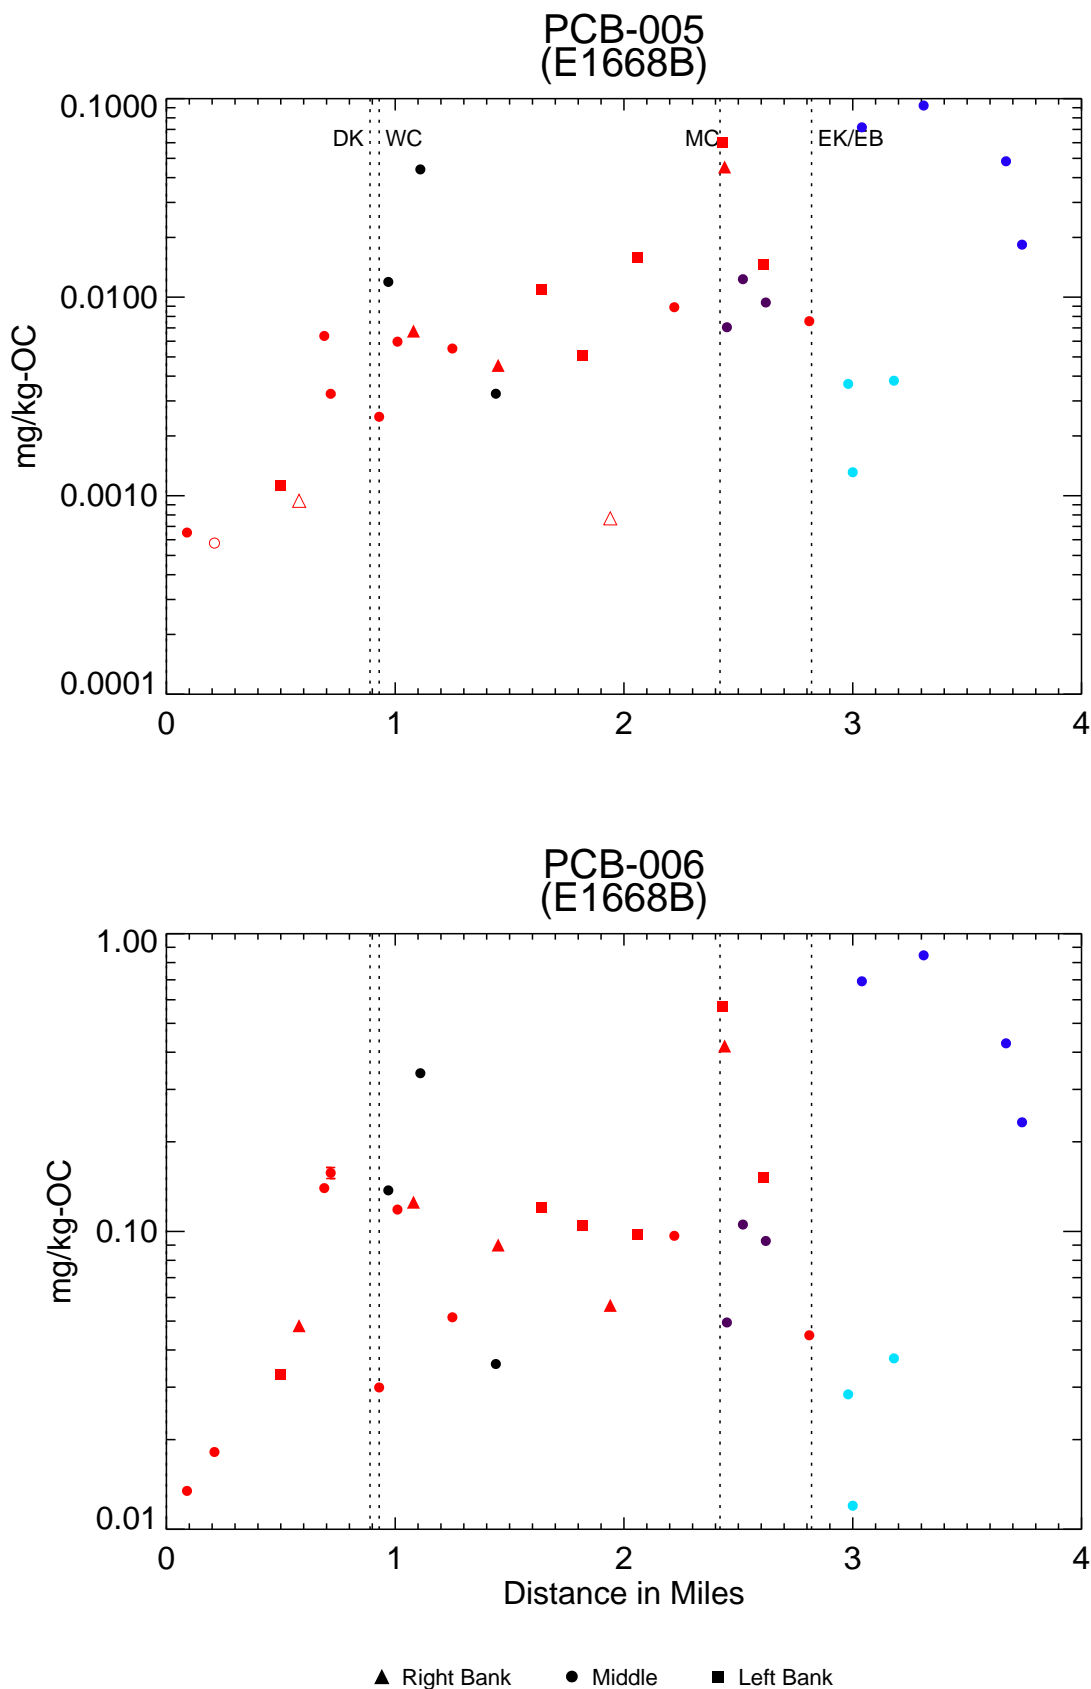 PCB-005
(E1668B)
0.1000
DK WC MC EK/EB
0.0100
mg/kg-OC
0.0010
0.0001
0 1 2 3 4
PCB-006
(E1668B)
1.00
0.10
mg/kg-OC
0.01
0 1 2 3 4
Distance in Miles
Right Bank Middle Left Bank